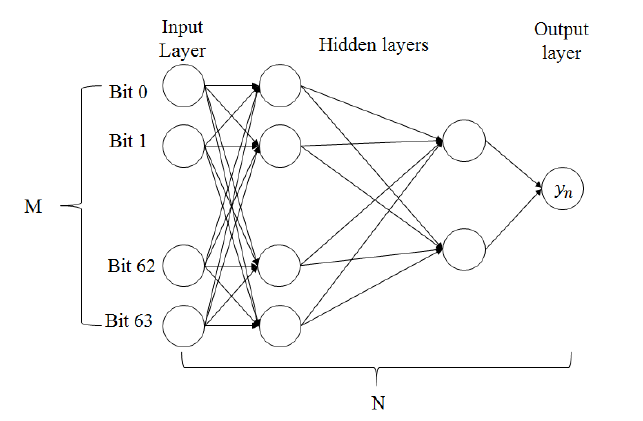 Input
Layer
Hidden layers
Output
layer
Bit 0
Bit 1
M
Bit 62
Bit 63
yn
N